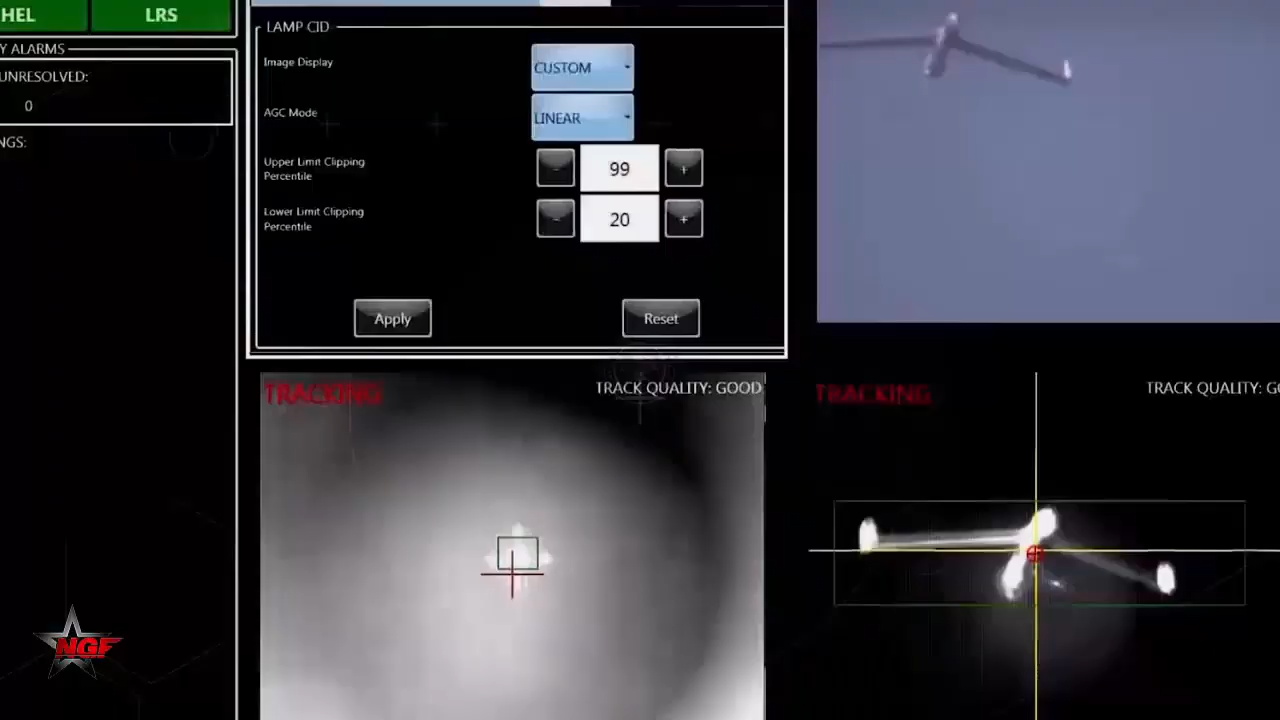 HEL
LRS
Y ALARMS
UNRESOLVED:
0
NGS:
LAMP CID
Image Display
CUSTOM
AGC Mode
LINEAR
Upper Limit Clipping
Percentile
-
99
+
Lower Limit Clipping
Percentile
-
20
+
Apply
Reset
TRACKING
TRACK QUALITY: GOOD
TRACKING
TRACK QUALITY: GO
NGF